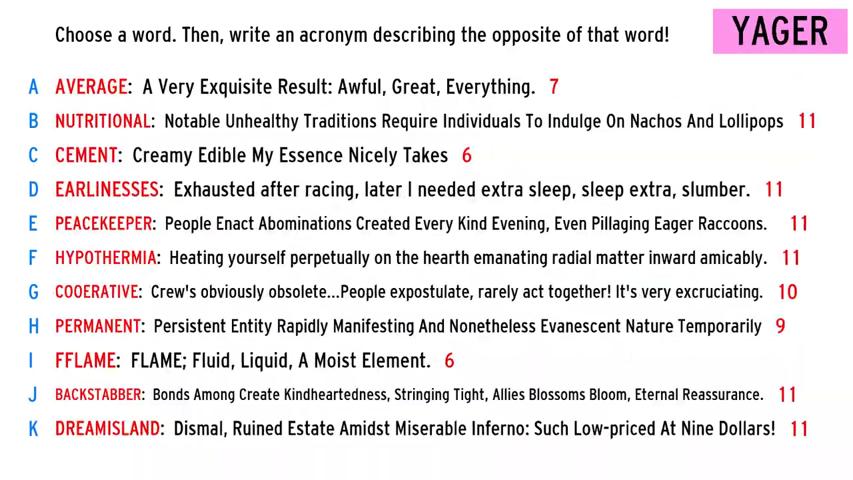 Choose a word. Then, write an acronym describing the opposite of that word!
YAGER
A AVERAGE: A Very Exquisite Result: Awful, Great, Everything. 7
B NUTRITIONAL: Notable Unhealthy Traditions Require Individuals To Indulge On Nachos And Lollipops 11
C CEMENT: Creamy Edible My Essence Nicely Takes 6
D EARLINESSES: Exhausted after racing, later I needed extra sleep, sleep extra, slumber. 11
E PEACEKEEPER: People Enact Abominations Created Every Kind Evening, Even Pillaging Eager Raccoons. 11
F HYPOTHERMIA: Heating yourself perpetually on the hearth emanating radial matter inward amicably. 11
G COOERATIVE: Crew's obviously obsolete...People expostulate, rarely act together! It's very excruciating. 10
H PERMANENT: Persistent Entity Rapidly Manifesting And Nonetheless Evanescent Nature Temporarily 9
I FFLAME: FLAME; Fluid, Liquid, A Moist Element. 6
J BACKSTABBER: Bonds Among Create Kindheartedness, Stringing Tight, Allies Blossoms Bloom, Eternal Reassurance. 11
K DREAMISLAND: Dismal, Ruined Estate Amidst Miserable Inferno: Such Low-priced At Nine Dollars! 11